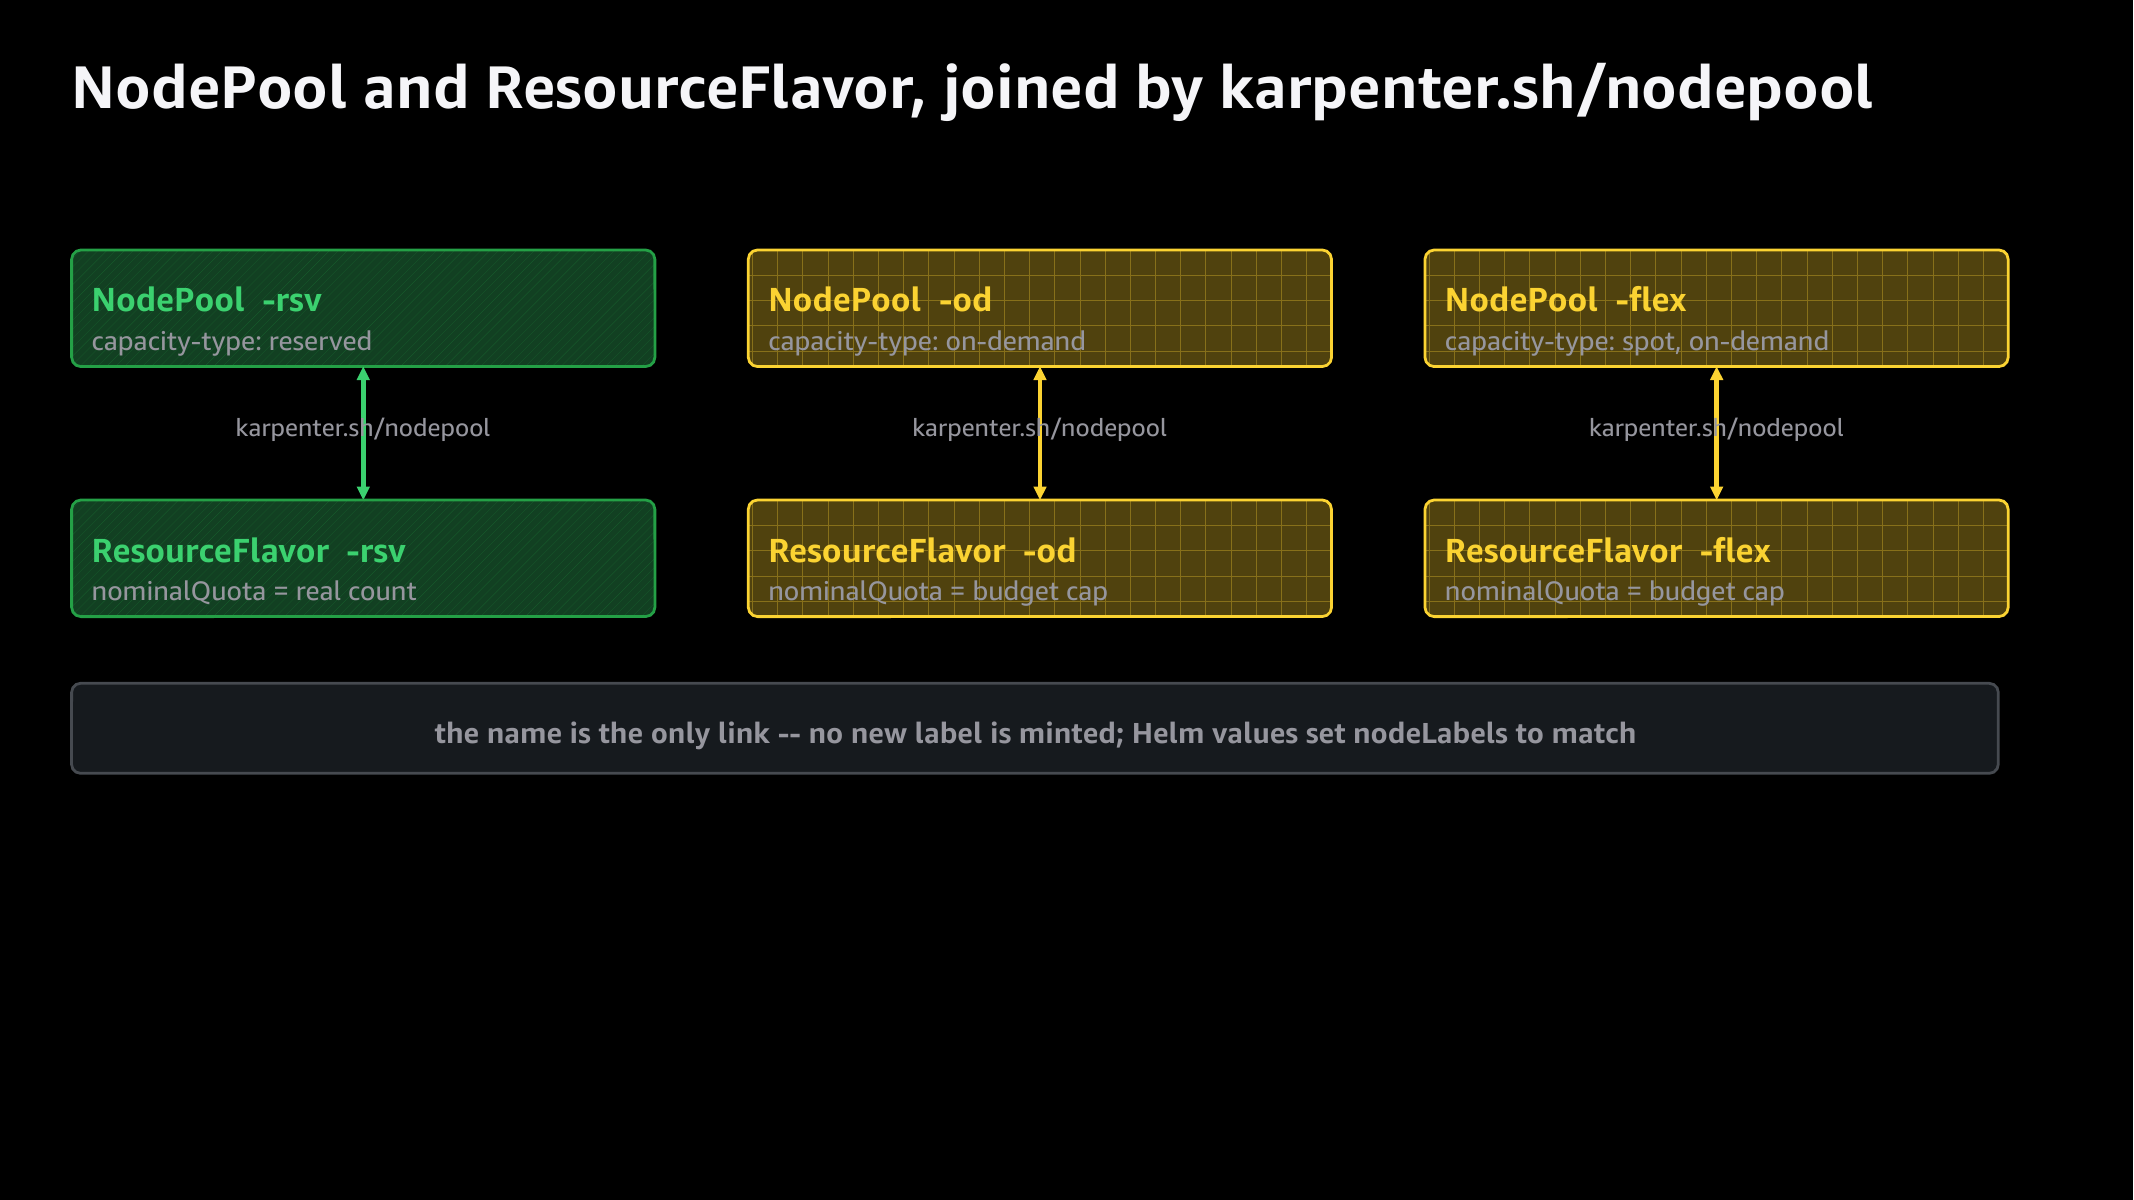 NodePool and ResourceFlavor, joined by karpenter.sh/nodepool
NodePool -rsv
capacity-type: reserved
NodePool -od
capacity-type: on-demand
NodePool -flex
capacity-type: spot, on-demand
karpenter.sh/nodepool
karpenter.sh/nodepool
karpenter.sh/nodepool
ResourceFlavor -rsv
nominalQuota = real count
ResourceFlavor -od
nominalQuota = budget cap
ResourceFlavor -flex
nominalQuota = budget cap
the name is the only link -- no new label is minted; Helm values set nodeLabels to match